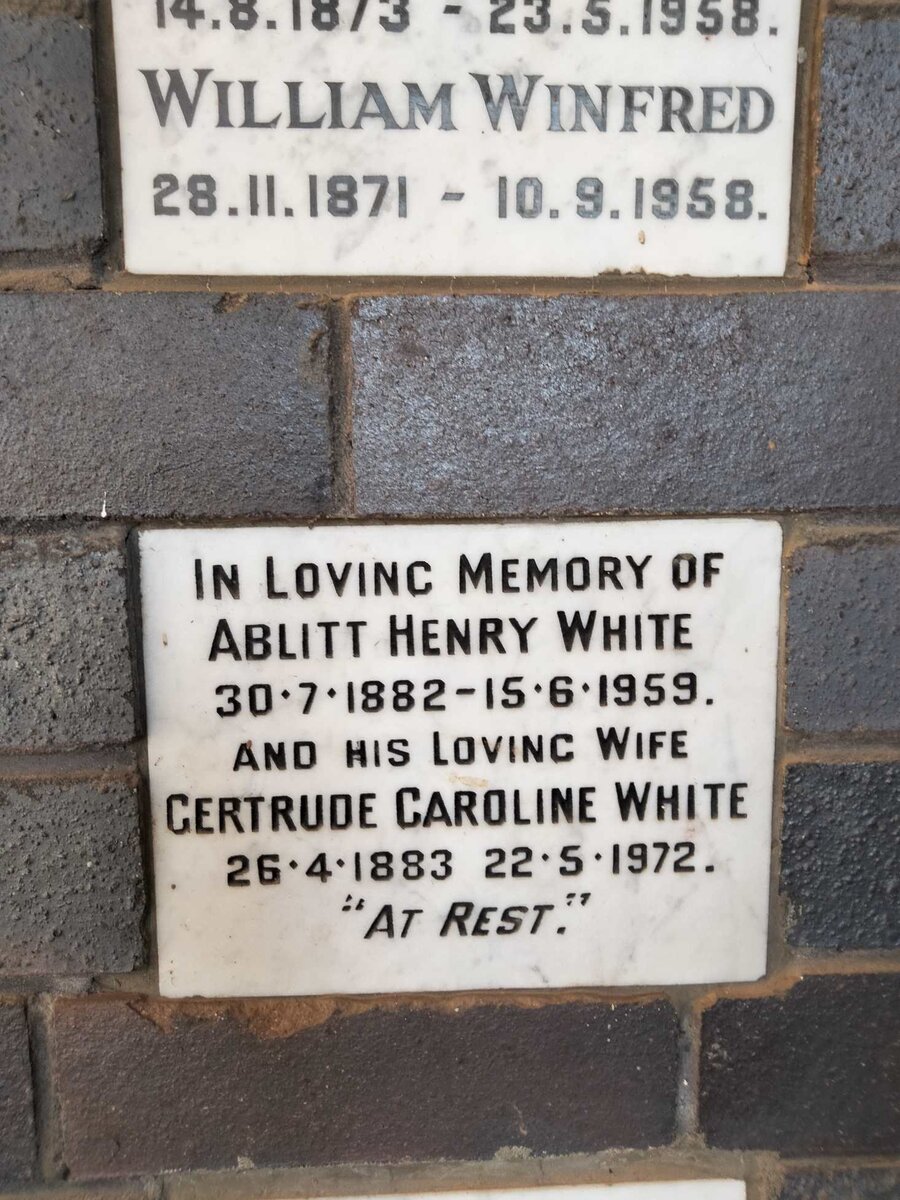 14.8.1873 - 23.5.1958.
WILLIAM WINFRED
28.11.1871 - 10.9.1958.
IN LOVING MEMORY OF
ABLITT HENRY WHITE
30·7·1882-15·6·1959.
AND HIS LOVING WIFE
GERTRUDE CAROLINE WHITE
26·4·1883 22·5·1972.
"AT REST."